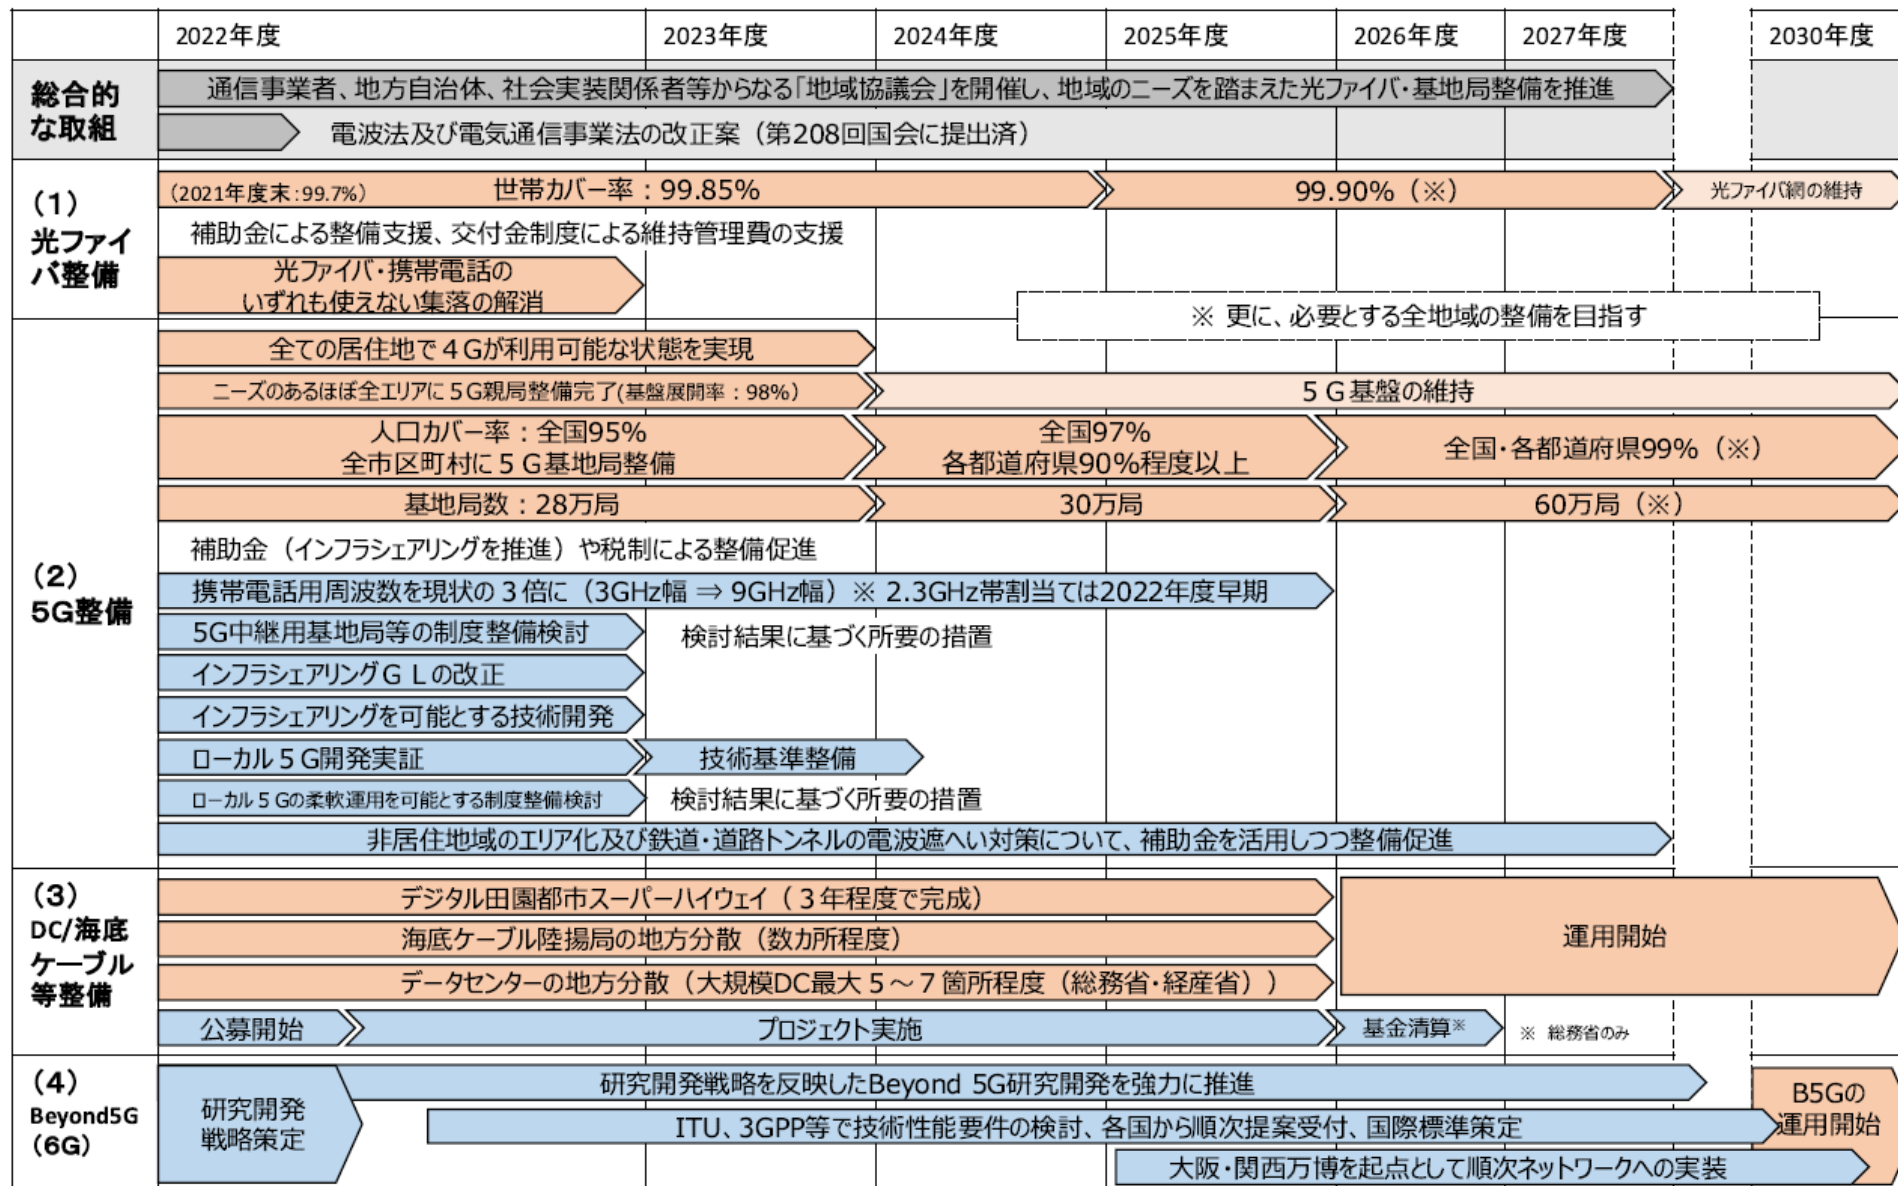 2022年度
2023年度
2024年度
2025年度
2026年度
2027年度
2030年度
総合的
な取組
通信事業者、地方自治体、社会実装関係者等からなる「地域協議会」を開催し、地域のニーズを踏まえた光ファイバ・基地局整備を推進
電波法及び電気通信事業法の改正案（第208回国会に提出済）
（1）
光ファイ
バ整備
（2021年度末：99.7%）
世帯カバー率：99.85%
99.90%（※）
光ファイバ網の維持
補助金による整備支援、交付金制度による維持管理費の支援
光ファイバ・携帯電話の
いずれも使えない集落の解消
※ 更に、必要とする全地域の整備を目指す
（2）
5G整備
全ての居住地で４Gが利用可能な状態を実現
ニーズのあるほぼ全エリアに５G親局整備完了(基盤展開率：98%）
５Ｇ基盤の維持
人口カバー率：全国95%
全市区町村に５G基地局整備
全国97%
各都道府県90%程度以上
全国・各都道府県99%（※）
基地局数：28万局
30万局
60万局（※）
補助金（インフラシェアリングを推進）や税制による整備促進
携帯電話用周波数を現状の３倍に（3GHz幅 ⇒ 9GHz幅）※ 2.3GHz帯割当ては2022年度早期
5G中継用基地局等の制度整備検討
検討結果に基づく所要の措置
インフラシェアリングＧＬの改正
インフラシェアリングを可能とする技術開発
ローカル５G開発実証
技術基準整備
ローカル５Gの柔軟運用を可能とする制度整備検討
検討結果に基づく所要の措置
非居住地域のエリア化及び鉄道・道路トンネルの電波遮へい対策について、補助金を活用しつつ整備促進
（3）
DC/海底
ケーブル
等整備
デジタル田園都市スーパーハイウェイ（３年程度で完成）
海底ケーブル陸揚局の地方分散（数カ所程度）
データセンターの地方分散（大規模DC最大５～７箇所程度（総務省・経産省））
運用開始
公募開始
プロジェクト実施
基金清算※
※ 総務省のみ
（4）
Beyond5G
（6G）
研究開発
戦略策定
研究開発戦略を反映したBeyond 5G研究開発を強力に推進
ITU、3GPP等で技術性能要件の検討、各国から順次提案受付、国際標準策定
大阪・関西万博を起点として順次ネットワークへの実装
B5Gの
運用開始